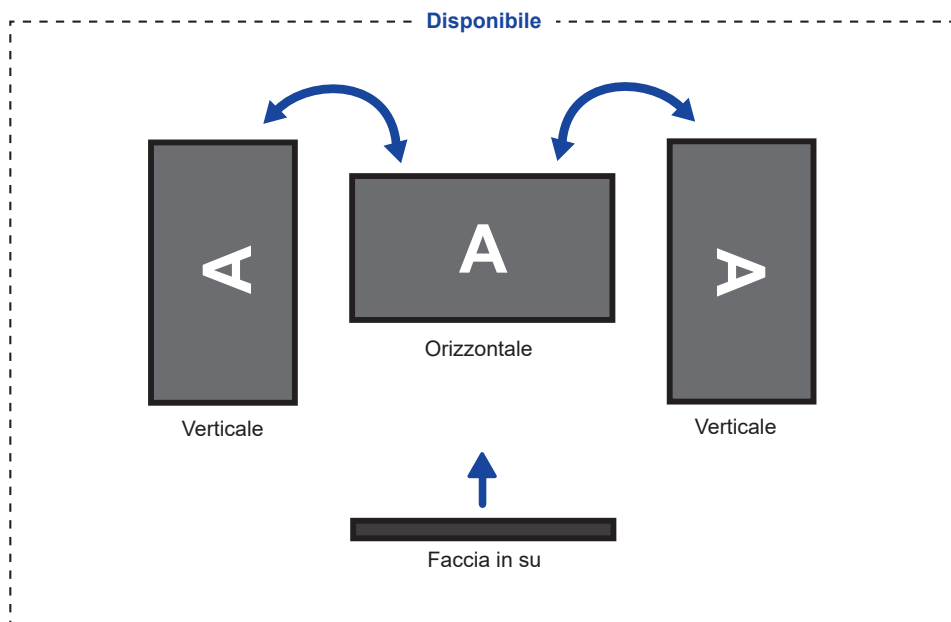 Disponibile
A
A
A
Orizzontale
Verticale
Verticale
Faccia in su